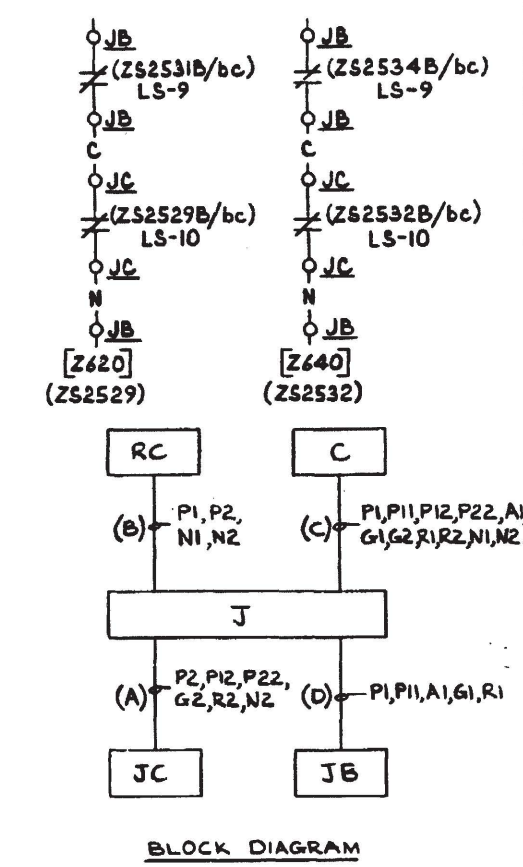 JB
(ZS2531B/bc)
LS-9
JB
C
JC
(ZS2529B/bc)
LS-10
JC
N
JB
[Z620]
(ZS2529)
JB
(ZS2534B/bc)
LS-9
JB
C
JC
(ZS2532B/bc)
LS-10
JC
N
JB
[Z640]
(ZS2532)
RC
C
(B)
P1, P2,
N1, N2
(C)
P1,P11,P12,P22,A1
G1,G2,R1,R2,N1,N2
J
(A)
P2,P12,P22,
G2,R2,N2
(D)
P1,P11,A1,G1,R1
JC
JB
BLOCK DIAGRAM